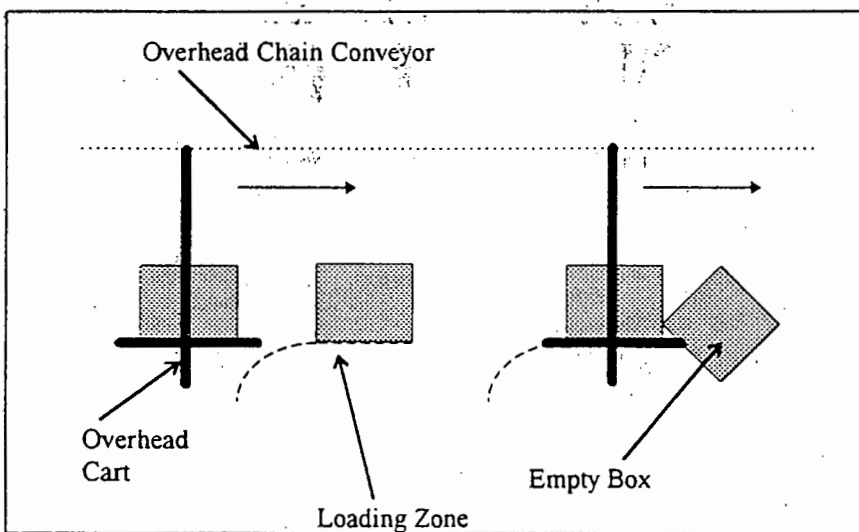 Overhead Chain Conveyor
Overhead
Cart
Empty Box
Loading Zone